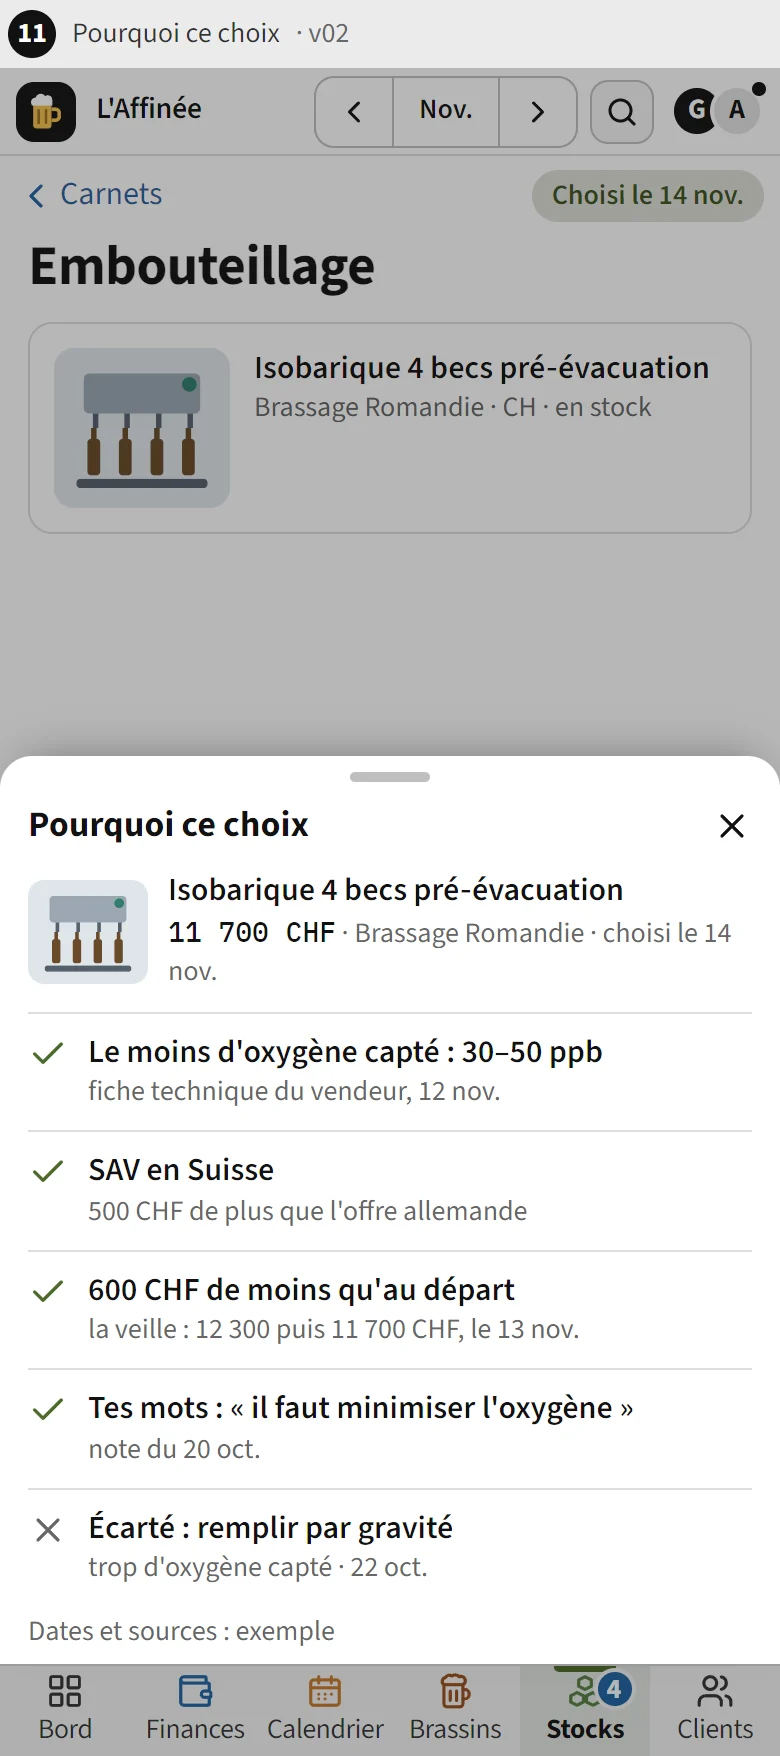 11 Pourquoi ce choix · v02
L'Affinée
Nov.
G A
Carnets
Choisi le 14 nov.
Embouteillage
Isobarique 4 becs pré-évacuation
Brassage Romandie · CH · en stock
Pourquoi ce choix
Isobarique 4 becs pré-évacuation
11 700 CHF · Brassage Romandie · choisi le 14
nov.
Le moins d'oxygène capté : 30–50 ppb
fiche technique du vendeur, 12 nov.
SAV en Suisse
500 CHF de plus que l'offre allemande
600 CHF de moins qu'au départ
la veille : 12 300 puis 11 700 CHF, le 13 nov.
Tes mots : « il faut minimiser l'oxygène »
note du 20 oct.
Écarté : remplir par gravité
trop d'oxygène capté · 22 oct.
Dates et sources : exemple
4
Bord Finances Calendrier Brassins Stocks Clients